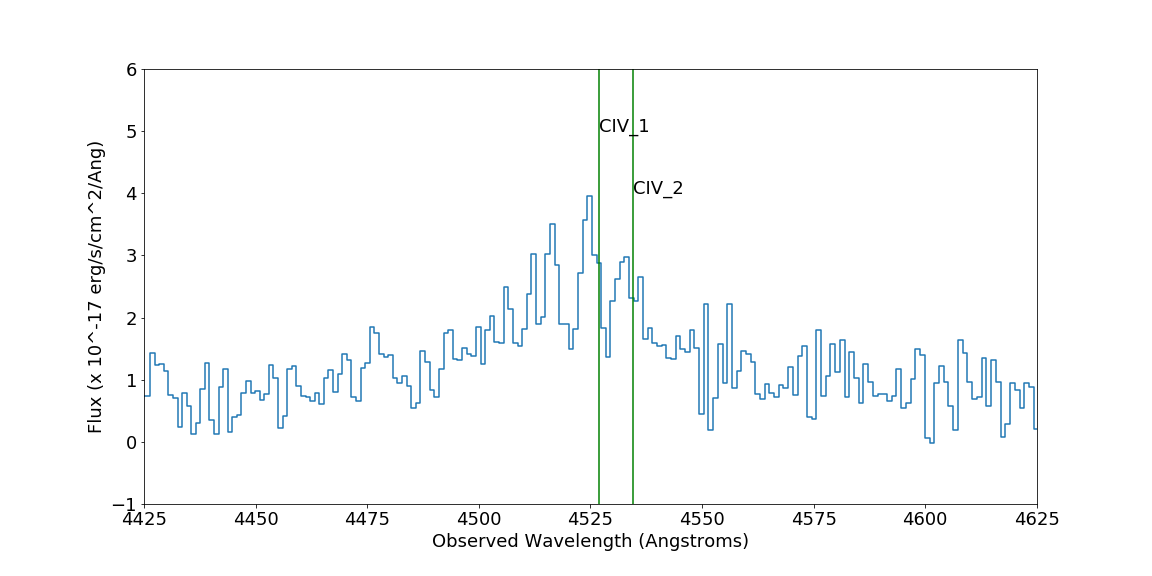 6
5
CIV_1
4
CIV_2
3
2
1
0
−1
Flux (x 10^-17 erg/s/cm^2/Ang)
4425 4450 4475 4500 4525 4550 4575 4600 4625
Observed Wavelength (Angstroms)